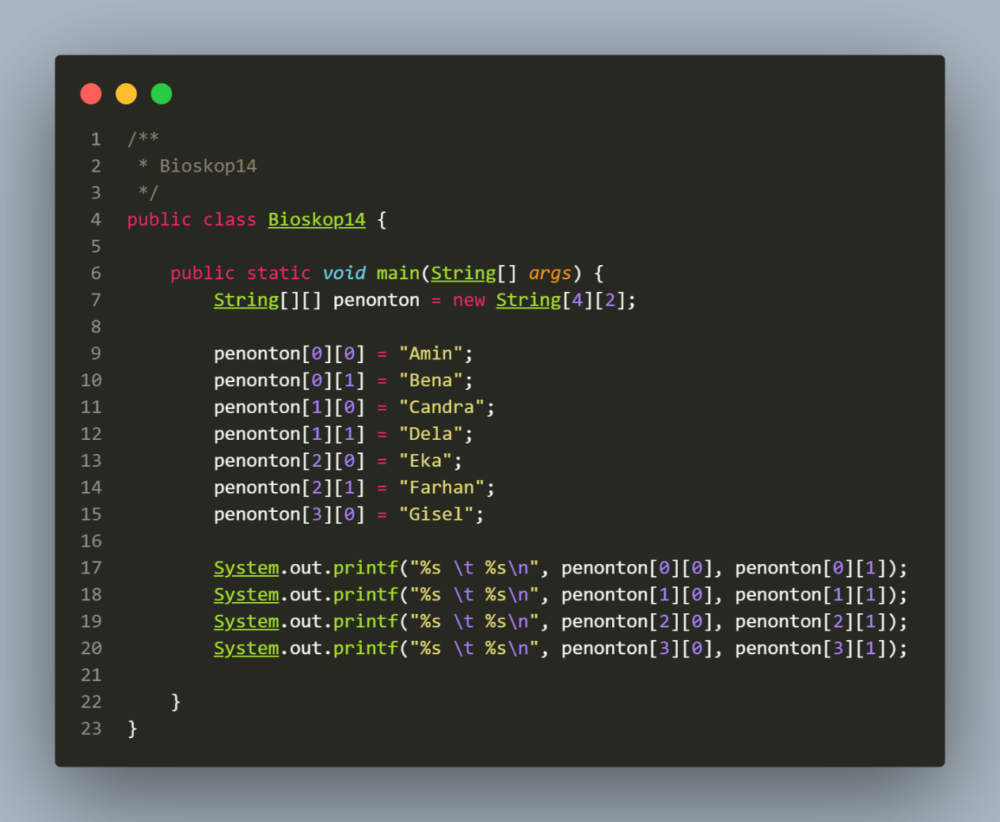 1 /**
2  * Bioskop14
3  */
4 public class Bioskop14 {
5
6     public static void main(String[] args) {
7         String[][] penonton = new String[4][2];
8
9         penonton[0][0] = "Amin";
10         penonton[0][1] = "Bena";
11         penonton[1][0] = "Candra";
12         penonton[1][1] = "Dela";
13         penonton[2][0] = "Eka";
14         penonton[2][1] = "Farhan";
15         penonton[3][0] = "Gisel";
16
17         System.out.printf("%s \t %s\n", penonton[0][0], penonton[0][1]);
18         System.out.printf("%s \t %s\n", penonton[1][0], penonton[1][1]);
19         System.out.printf("%s \t %s\n", penonton[2][0], penonton[2][1]);
20         System.out.printf("%s \t %s\n", penonton[3][0], penonton[3][1]);
21
22     }
23 }